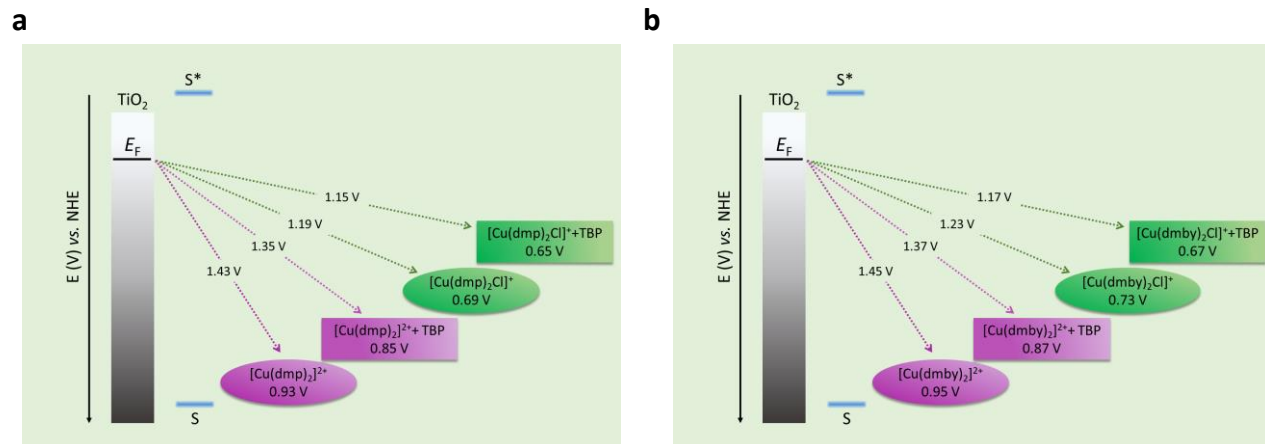 a
S*
TiO₂
E_F
E (V) vs. NHE
1.15 V
1.19 V
1.35 V
1.43 V
[Cu(dmp)₂Cl]⁺+TBP
0.65 V
[Cu(dmp)₂Cl]⁺
0.69 V
[Cu(dmp)₂]²⁺+ TBP
0.85 V
[Cu(dmp)₂]²⁺
0.93 V
S
b
S*
TiO₂
E_F
E (V) vs. NHE
1.17 V
1.23 V
1.37 V
1.45 V
[Cu(dmby)₂Cl]⁺+TBP
0.67 V
[Cu(dmby)₂Cl]⁺
0.73 V
[Cu(dmby)₂]²⁺+ TBP
0.87 V
[Cu(dmby)₂]²⁺
0.95 V
S